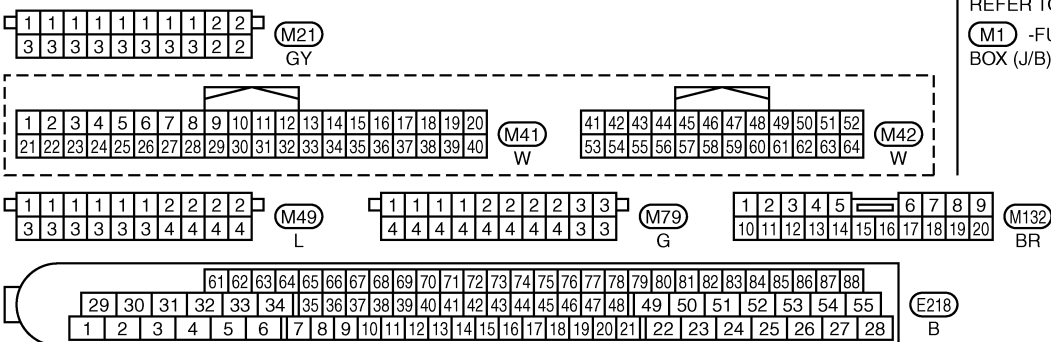 1 1 1 1 1 1 1 1 2 2
3 3 3 3 3 3 3 3 2 2
M21
GY
REFER TO
M1 -FU
BOX (J/B)
1 2 3 4 5 6 7 8 9 10 11 12 13 14 15 16 17 18 19 20
21 22 23 24 25 26 27 28 29 30 31 32 33 34 35 36 37 38 39 40
M41
W
41 42 43 44 45 46 47 48 49 50 51 52
53 54 55 56 57 58 59 60 61 62 63 64
M42
W
1 1 1 1 1 1 2 2 2 2
3 3 3 3 3 3 4 4 4 4
M49
L
1 1 1 1 2 2 2 2 3 3
4 4 4 4 4 4 4 4 3 3
M79
G
1 2 3 4 5 6 7 8 9
10 11 12 13 14 15 16 17 18 19 20
M132
BR
61 62 63 64 65 66 67 68 69 70 71 72 73 74 75 76 77 78 79 80 81 82 83 84 85 86 87 88
29 30 31 32 33 34 35 36 37 38 39 40 41 42 43 44 45 46 47 48 49 50 51 52 53 54 55
1 2 3 4 5 6 7 8 9 10 11 12 13 14 15 16 17 18 19 20 21 22 23 24 25 26 27 28
E218
B